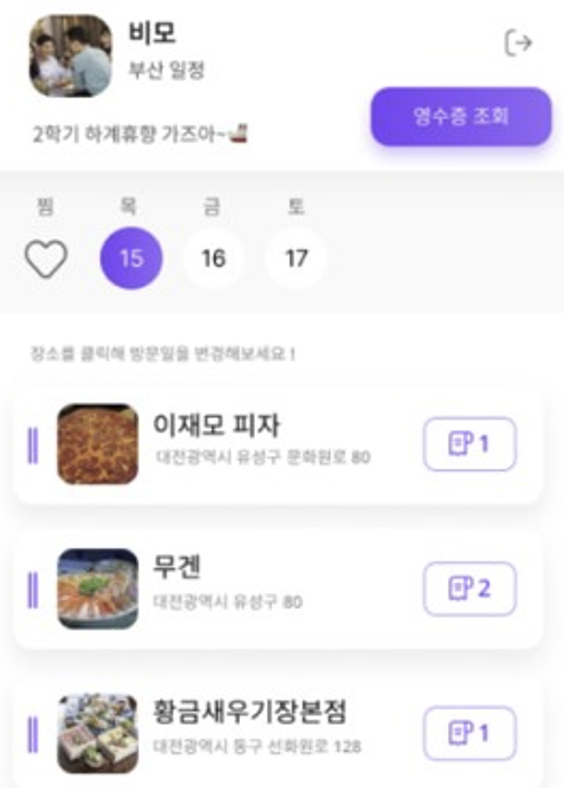 비모
부산 일정
2학기 하계휴향 가즈아~🚢
영수증 조회
찜 목 금 토
15 16 17
장소를 클릭해 방문일을 변경해보세요 !
이재모 피자
대전광역시 유성구 문화원로 80
1
무겐
대전광역시 유성구 80
2
황금새우기장본점
대전광역시 동구 선화원로 128
1